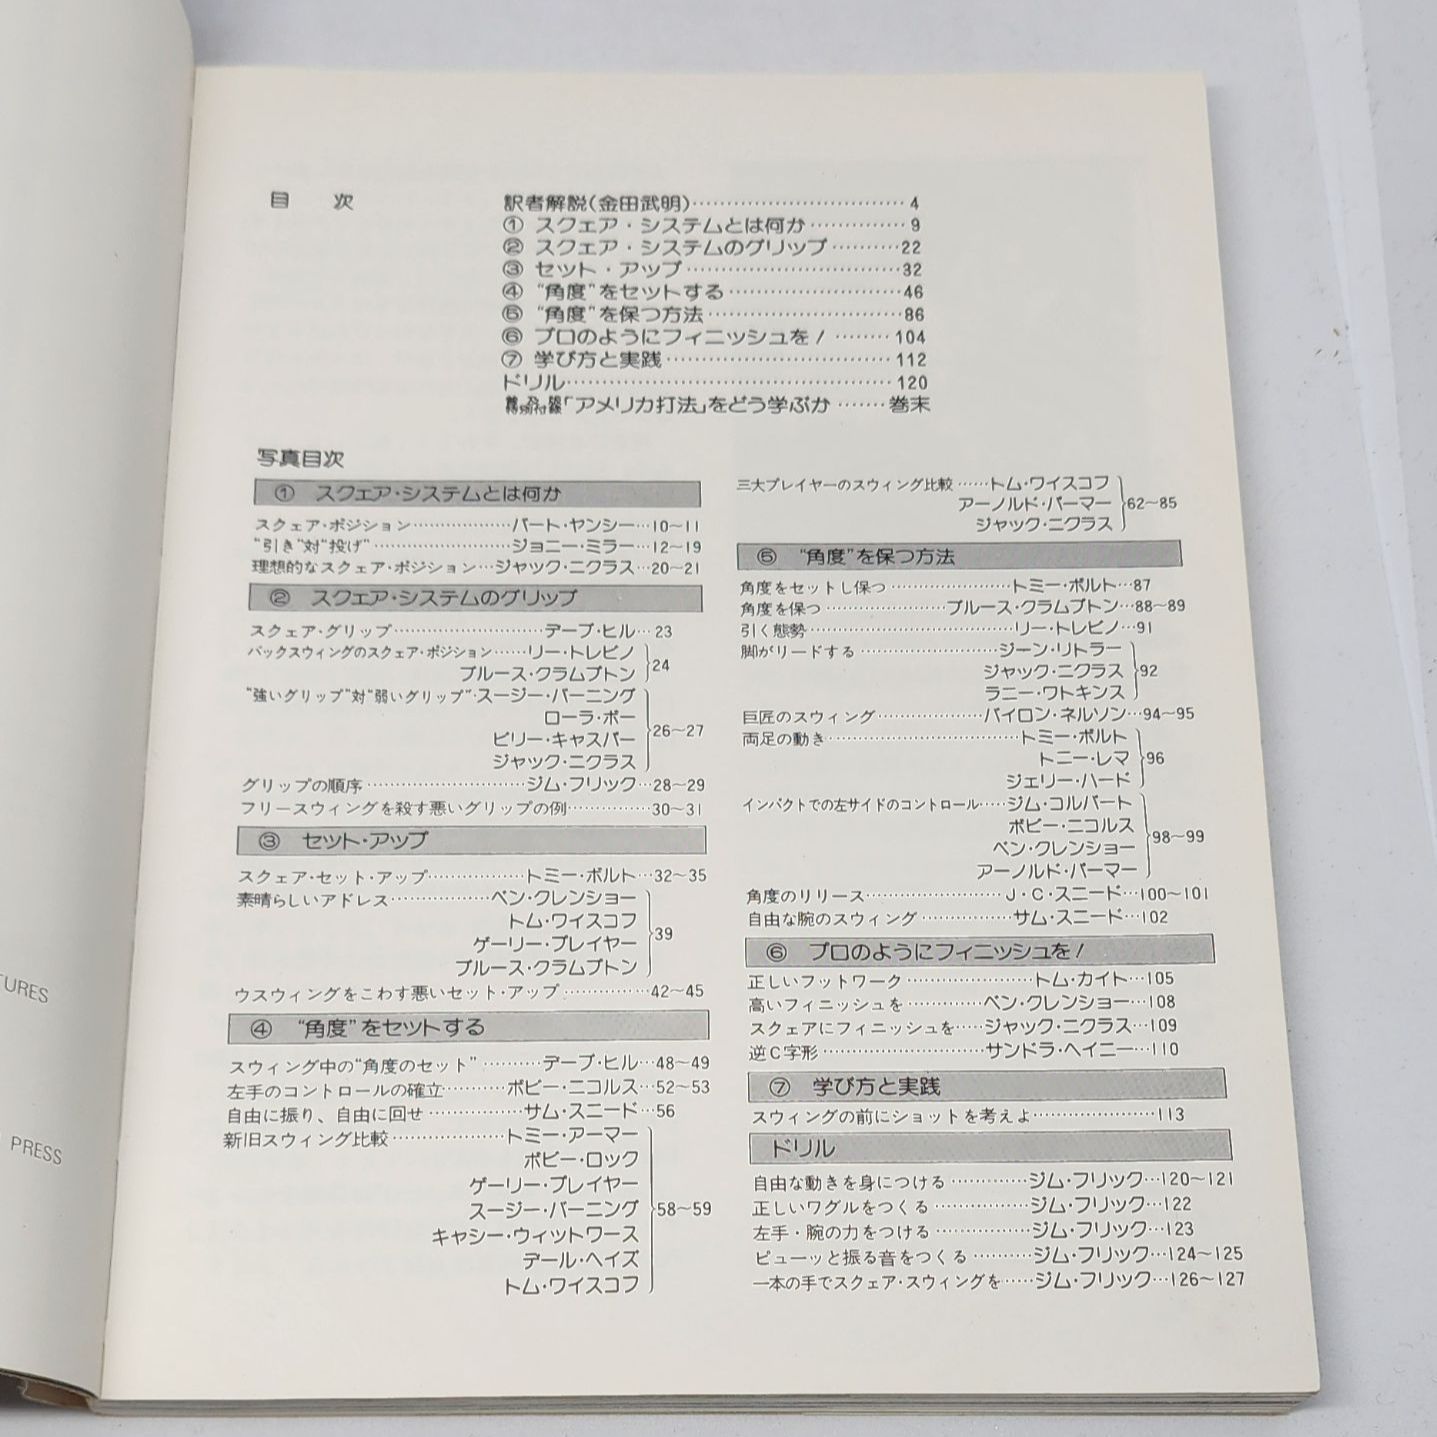 目 次
訳者解説(金田武明)……………………………4
① スクェア・システムとは何か……………9
② スクェア・システムのグリップ…………22
③ セット・アップ……………………………32
④ “角度”をセットする………………………46
⑤ “角度”を保つ方法…………………………86
⑥ プロのようにフィニッシュを!…………104
⑦ 学び方と実践………………………………112
ドリル……………………………………………120
「アメリカ打法」をどう学ぶか………巻末
写真目次
① スクェア・システムとは何か
スクェア・ポジション………………バート・ヤンシー…10〜11
“引き”対“投げ”……………………ジョニー・ミラー…12〜19
理想的なスクェア・ポジション…ジャック・ニクラス…20〜21
② スクェア・システムのグリップ
スクェア・グリップ……………………デーブ・ヒル…23
バックスウィングのスクェア・ポジション……リー・トレビノ
ブルース・クラムプトン
24
“強いグリップ”対“弱いグリップ”…スージー・バーニング
ローラ・ボー
ビリー・キャスパー
ジャック・ニクラス
26〜27
グリップの順序………………………ジム・フリック…28〜29
フリースウィングを殺す悪いグリップの例……………30〜31
③ セット・アップ
スクェア・セット・アップ……………トミー・ボルト…32〜35
素晴らしいアドレス……………ベン・クレンショー
トム・ワイスコフ
ゲーリー・プレイヤー
ブルース・クラムプトン
39
ウスウィングをこわす悪いセット・アップ……………42〜45
④ “角度”をセットする
スウィング中の“角度のセット”………デーブ・ヒル…48〜49
左手のコントロールの確立…………ボビー・ニコルス…52〜53
自由に振り、自由に回せ……………サム・スニード…56
新旧スウィング比較………………トミー・アーマー
ボビー・ロック
ゲーリー・プレイヤー
スージー・バーニング
キャシー・ウィットワース
デール・ヘイズ
トム・ワイスコフ
58〜59
三大プレイヤーのスウィング比較……トム・ワイスコフ
アーノルド・パーマー
ジャック・ニクラス
62〜85
⑤ “角度”を保つ方法
角度をセットし保つ…………………トミー・ボルト…87
角度を保つ…………………ブルース・クラムプトン…88〜89
引く態勢………………………………リー・トレビノ…91
脚がリードする……………………ジーン・リトラー
ジャック・ニクラス
ラニー・ワトキンス
92
巨匠のスウィング………………バイロン・ネルソン…94〜95
両足の動き……………………………トミー・ボルト
トニー・レマ
ジェリー・ハード
96
インパクトでの左サイドのコントロール……ジム・コルバート
ボビー・ニコルス
ベン・クレンショー
アーノルド・パーマー
98〜99
角度のリリース……………………J・C・スニード…100〜101
自由な腕のスウィング……………サム・スニード…102
⑥ プロのようにフィニッシュを!
正しいフットワーク…………………トム・カイト…105
高いフィニッシュを…………ベン・クレンショー…108
スクェアにフィニッシュを……ジャック・ニクラス…109
逆C字形………………………サンドラ・ヘイニー…110
⑦ 学び方と実践
スウィングの前にショットを考えよ…………………113
ドリル
自由な動きを身につける…………ジム・フリック…120〜121
正しいワグルをつくる……………ジム・フリック…122
左手・腕の力をつける……………ジム・フリック…123
ビューッと振る音をつくる………ジム・フリック…124〜125
一本の手でスクェア・スウィングを……ジム・フリック…126〜127
TURES
PRESS